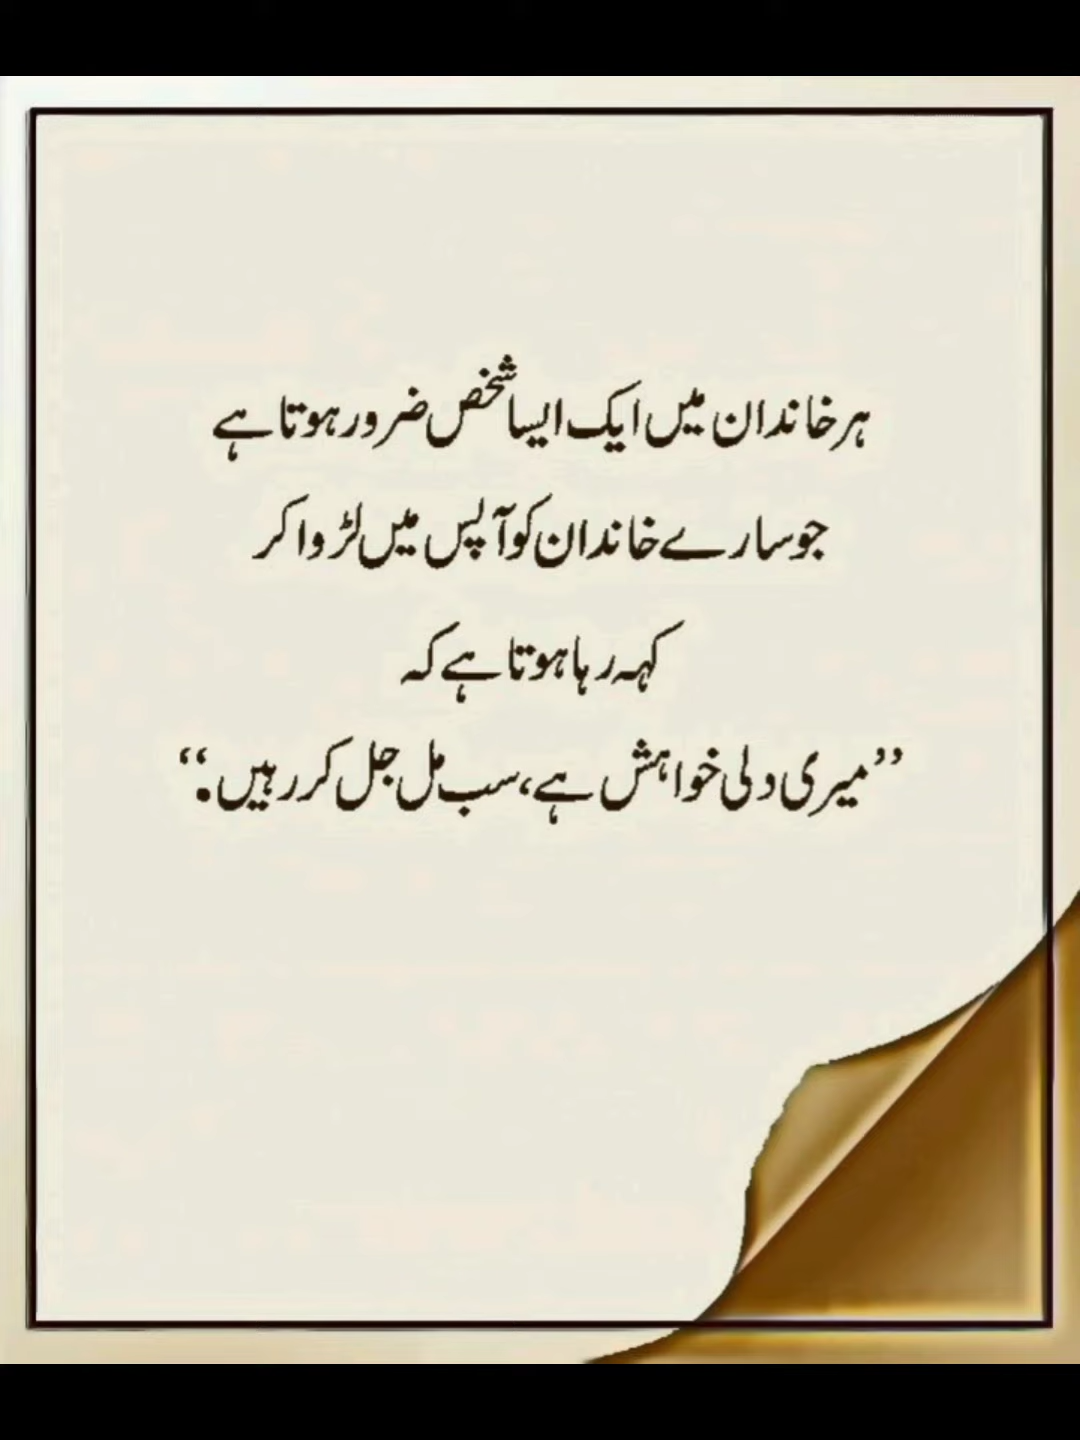 ہر خاندان میں ایک ایسا شخص ضرور ہوتا ہے
جو سارے خاندان کو آپس میں لڑوا کر
کہہ رہا ہوتا ہے کہ
”میری دلی خواہش ہے، سب مل جل کر رہیں.“